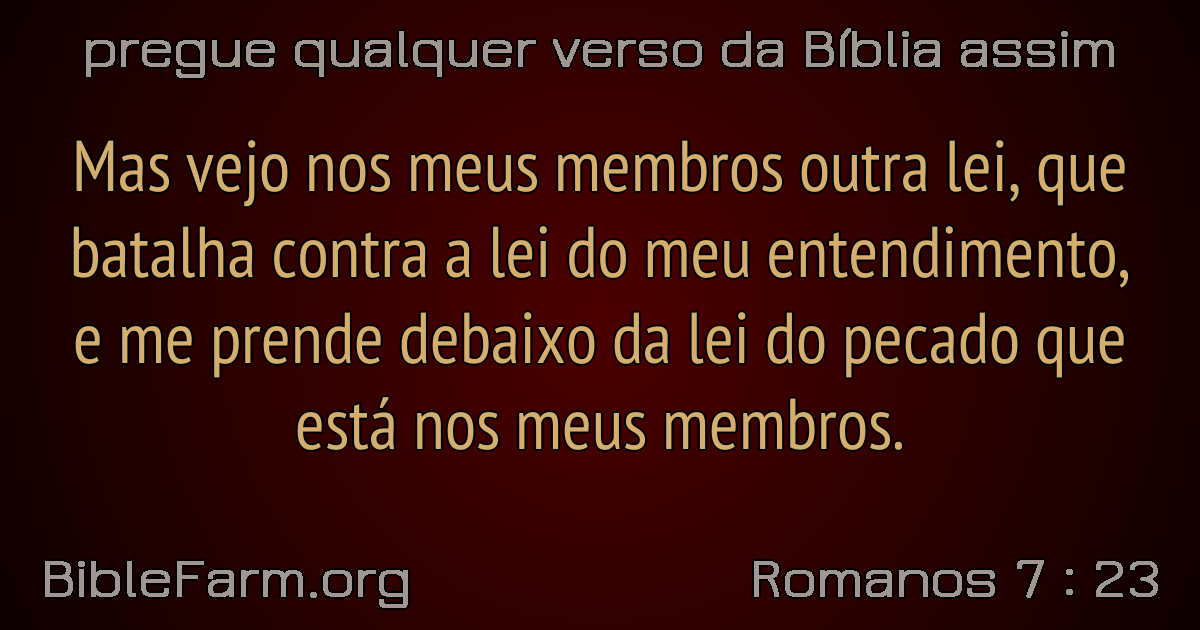 pregue qualquer verso da Bíblia assim
Mas vejo nos meus membros outra lei, que
batalha contra a lei do meu entendimento,
e me prende debaixo da lei do pecado que
está nos meus membros.
BibleFarm.org
Romanos 7 : 23